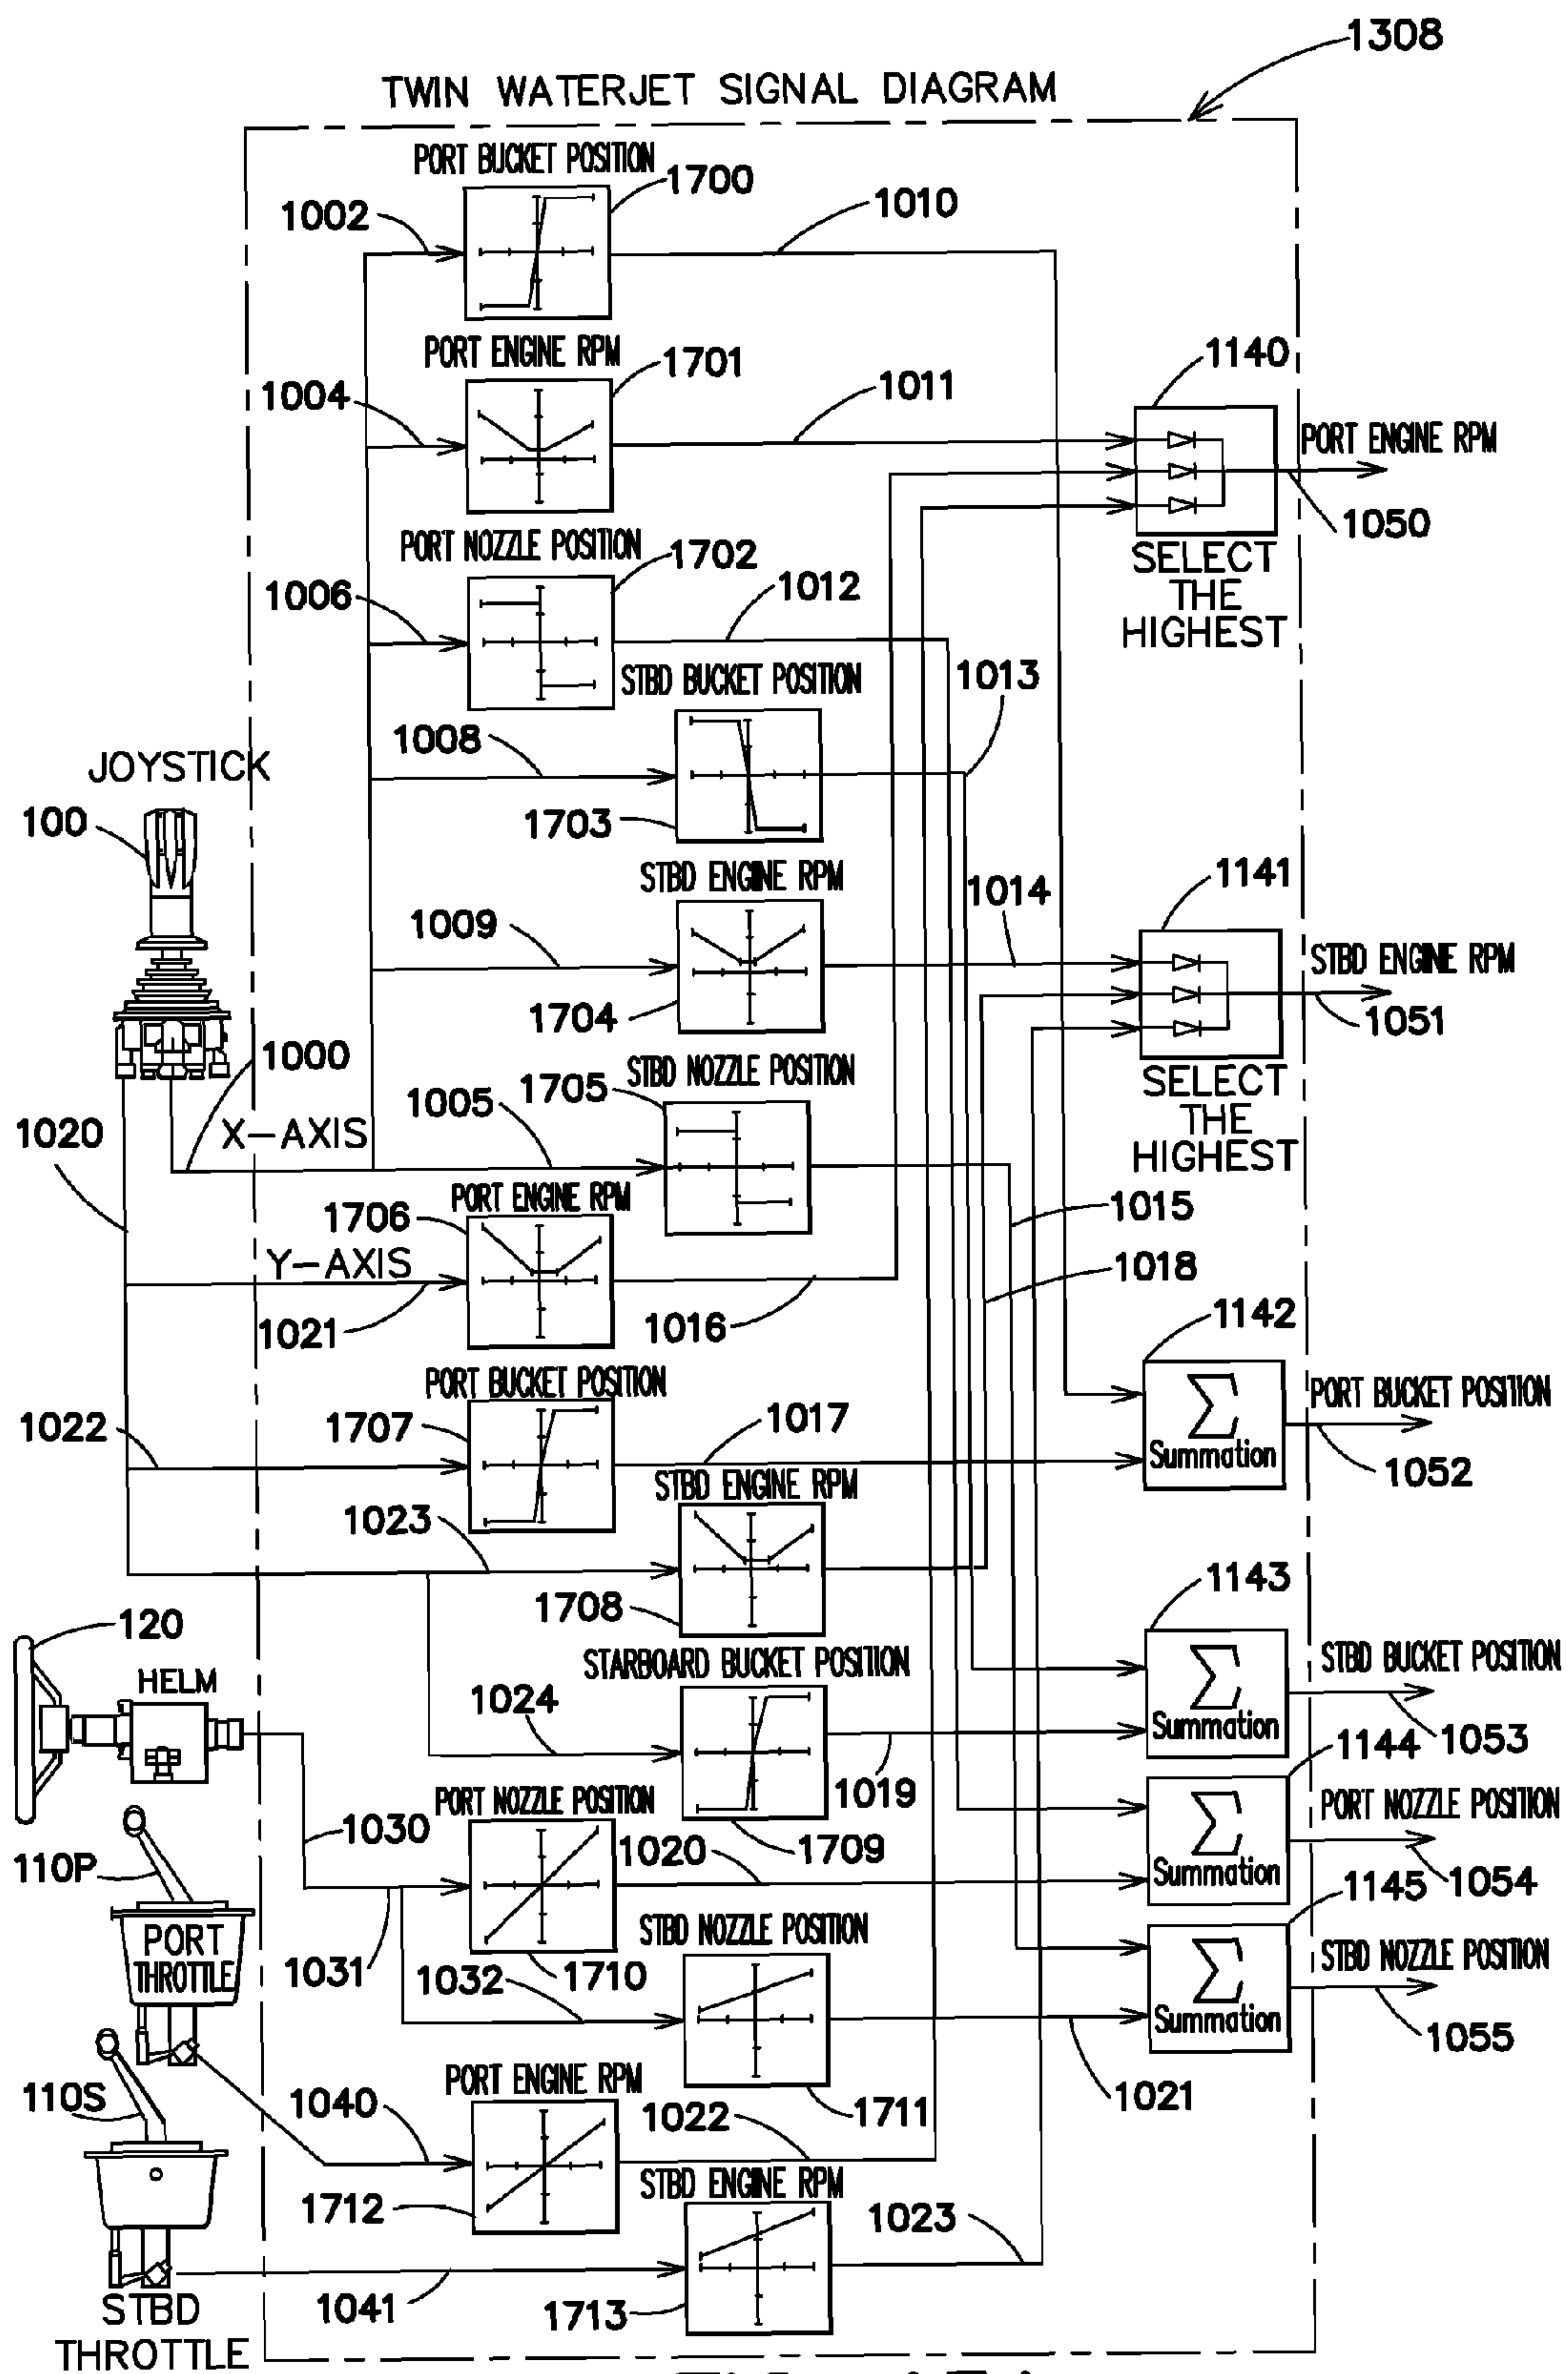 1308
TWIN WATERJET SIGNAL DIAGRAM
PORT BUCKET POSITION
1700
1002
1010
PORT ENGINE RPM
1701
1004
1011
1140
PORT ENGINE RPM
1050
SELECT
THE
HIGHEST
PORT NOZZLE POSITION
1702
1006
1012
STBD BUCKET POSITION
1013
1008
1703
JOYSTICK
100
STBD ENGINE RPM
1009
1014
1704
1141
STBD ENGINE RPM
1051
SELECT
THE
HIGHEST
1000
STBD NOZZLE POSITION
1005
1705
1020
X-AXIS
1015
PORT ENGINE RPM
1706
Y-AXIS
1021
1016
1018
1142
PORT BUCKET POSITION
Σ
Summation
1052
PORT BUCKET POSITION
1707
1022
1017
STBD ENGINE RPM
1023
1708
1143
STBD BUCKET POSITION
Σ
Summation
1053
120
HELM
STARBOARD BUCKET POSITION
1024
1019
1709
1144
PORT NOZZLE POSITION
Σ
Summation
1054
PORT NOZZLE POSITION
1030
1020
110P
PORT
THROTTLE
1031
1710
STBD NOZZLE POSITION
1032
1145
STBD NOZZLE POSITION
Σ
Summation
1055
1021
1711
110S
PORT ENGINE RPM
1040
1022
1712
STBD ENGINE RPM
1023
1041
1713
STBD
THROTTLE